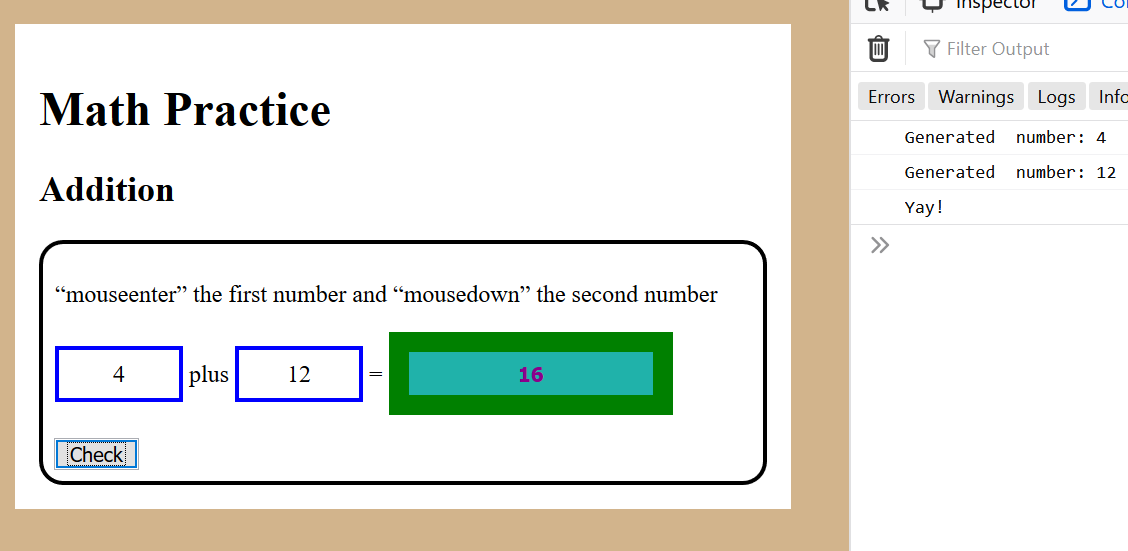 Inspector
Filter Output
Errors Warnings Logs Info
Math Practice
Generated  number: 4
Generated  number: 12
Addition
Yay!
“mouseenter” the first number and “mousedown” the second number
4 plus 12 = 16
Check